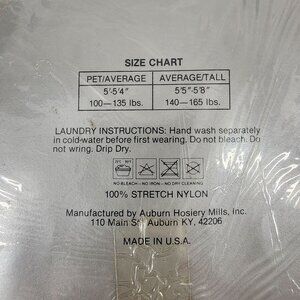 SIZE CHART
PET/AVERAGE AVERAGE/TALL
5'-5'4" 5'5"-5'8"
100—135 lbs. 140—165 lbs.
LAUNDRY INSTRUCTIONS: Hand wash separately
in cold-water before first wearing. Do not bleach. Do
not wring. Drip Dry.
NO-BLEACH – NO-IRON – NO-DRY CLEANING
100% STRETCH NYLON
Manufactured by Auburn Hosiery Mills, Inc.
110 Main St. Auburn KY, 42206
MADE IN U.S.A.